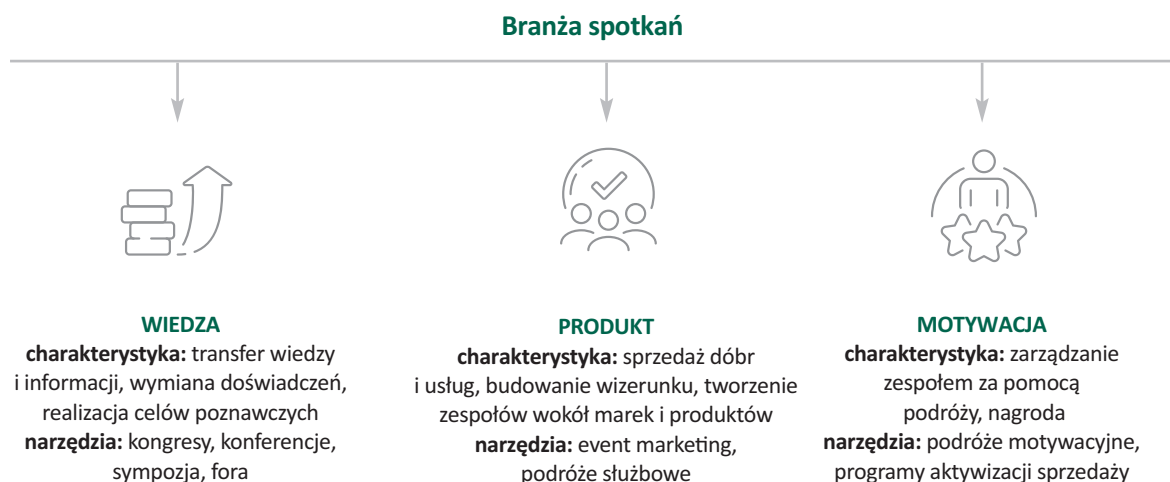 Branża spotkań
WIEDZA
charakterystyka: transfer wiedzy
i informacji, wymiana doświadczeń,
realizacja celów poznawczych
narzędzia: kongresy, konferencje,
sympozja, fora
PRODUKT
charakterystyka: sprzedaż dóbr
i usług, budowanie wizerunku, tworzenie
zespołów wokół marek i produktów
narzędzia: event marketing,
podróże służbowe
MOTYWACJA
charakterystyka: zarządzanie
zespołem za pomocą
podróży, nagroda
narzędzia: podróże motywacyjne,
programy aktywizacji sprzedaży